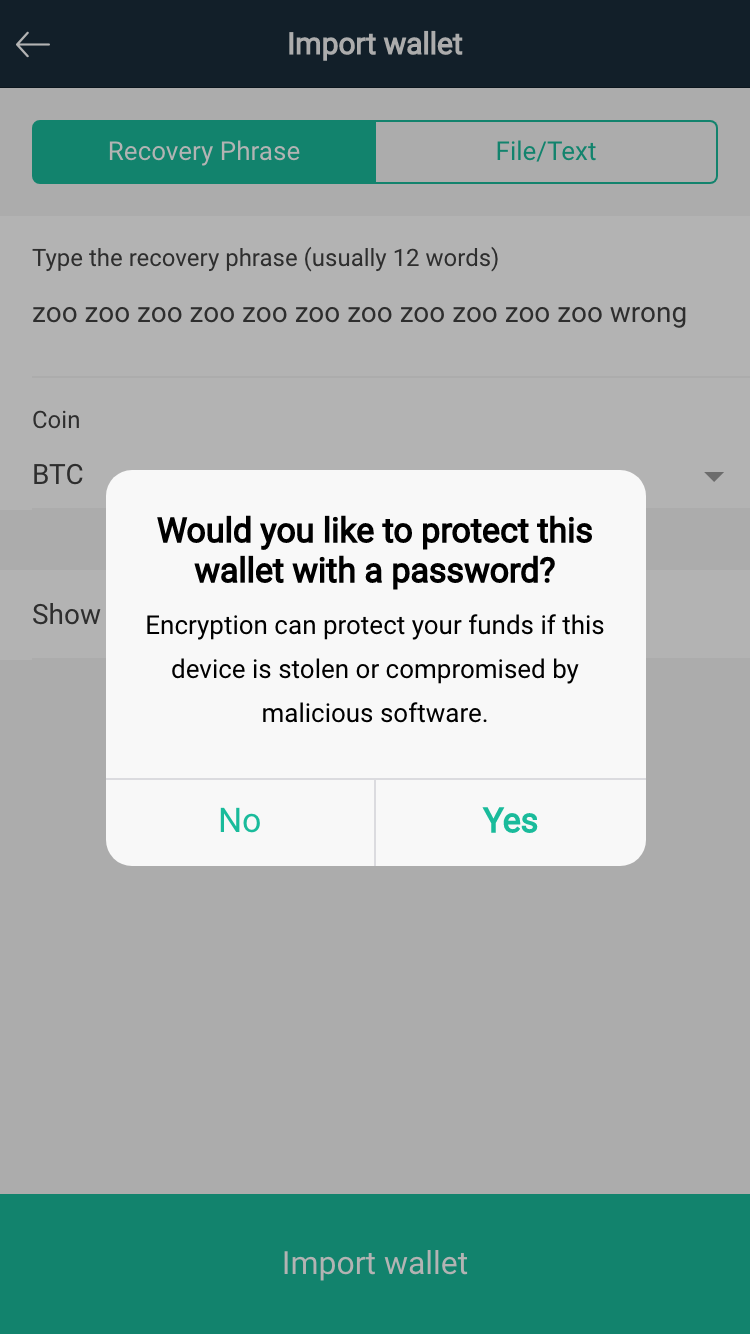 Import wallet
Recovery Phrase
File/Text
Type the recovery phrase (usually 12 words)
zoo zoo zoo zoo zoo zoo zoo zoo zoo zoo zoo wrong
Coin
BTC
Would you like to protect this
wallet with a password?
Encryption can protect your funds if this
device is stolen or compromised by
malicious software.
Show
No
Yes
Import wallet